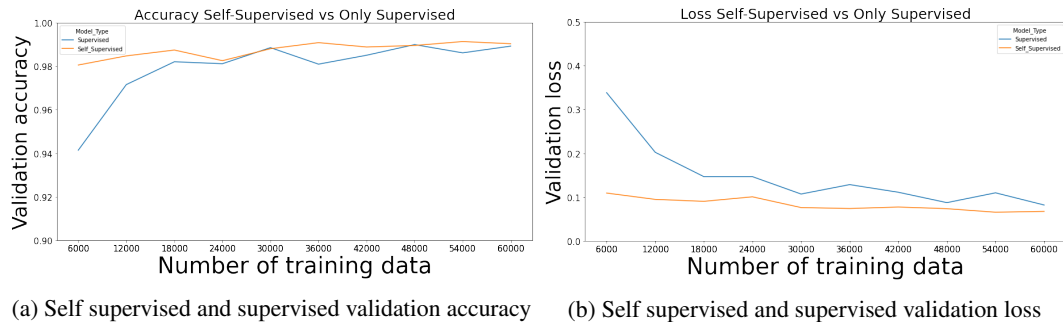 Accuracy Self-Supervised vs Only Supervised
Model_Type
Supervised
Self_Supervised
Validation accuracy
1.00
0.98
0.96
0.94
0.92
0.90
6000 12000 18000 24000 30000 36000 42000 48000 54000 60000
Number of training data
(a) Self supervised and supervised validation accuracy
Loss Self-Supervised vs Only Supervised
Model_Type
Supervised
Self_Supervised
Validation loss
0.5
0.4
0.3
0.2
0.1
0.0
6000 12000 18000 24000 30000 36000 42000 48000 54000 60000
Number of training data
(b) Self supervised and supervised validation loss